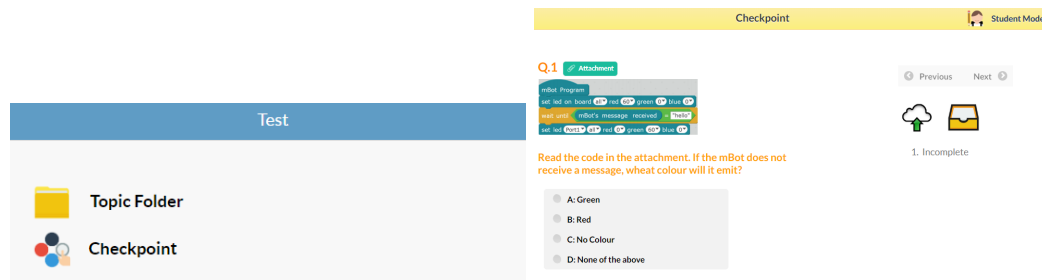 Test
Topic Folder
Checkpoint
Checkpoint
Student Mode
Q.1 Attachment
mBot Program
set led on board all red 60 green 0 blue 0
wait until mBot's message received = "hello"
set led Port1 all red 0 green 60 blue 0
Read the code in the attachment. If the mBot does not
receive a message, wheat colour will it emit?
A: Green
B: Red
C: No Colour
D: None of the above
Previous Next
1. Incomplete